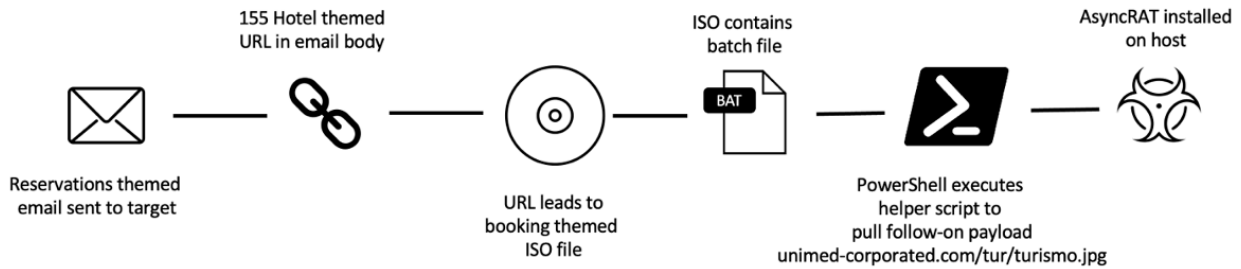 Reservations themed
email sent to target
155 Hotel themed
URL in email body
URL leads to
booking themed
ISO file
ISO contains
batch file
BAT
PowerShell executes
helper script to
pull follow-on payload
unimed-corporated.com/tur/turismo.jpg
AsyncRAT installed
on host